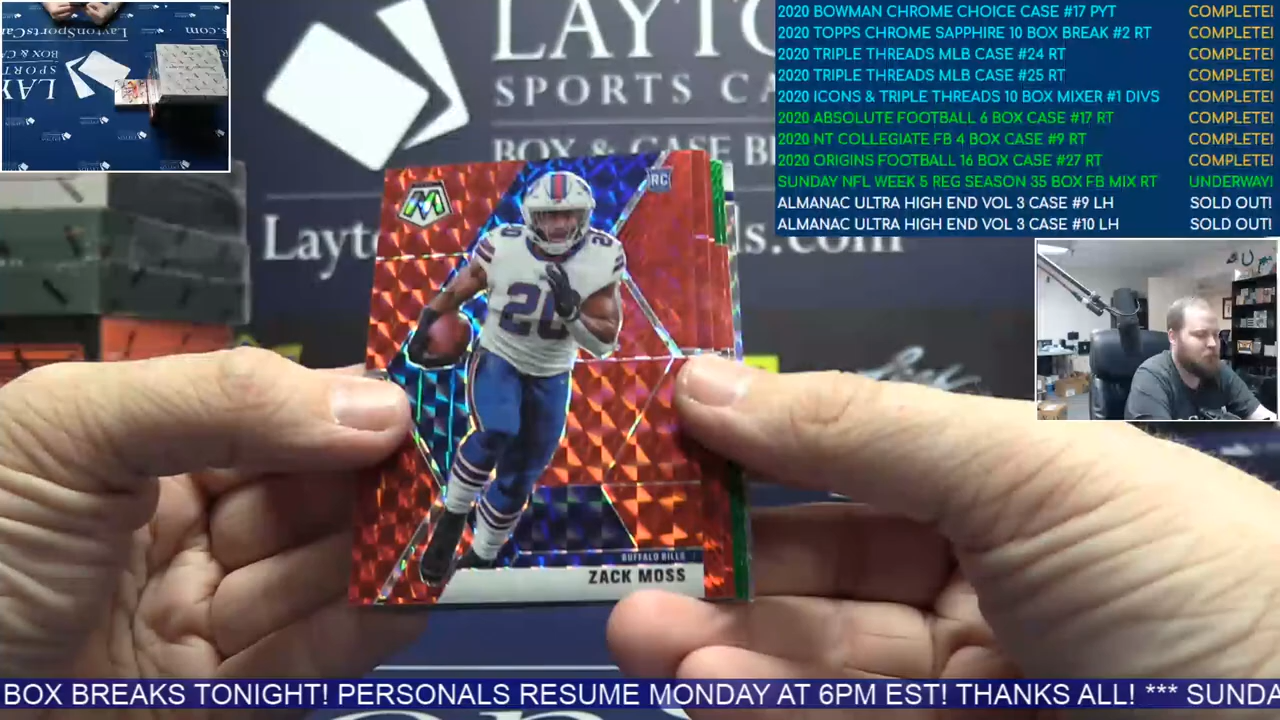 LAYTO
SPORTS CA
BOX & CASE B
Layt
s.com
2020 BOWMAN CHROME CHOICE CASE #17 PYT COMPLETE!
2020 TOPPS CHROME SAPPHIRE 10 BOX BREAK #2 RT COMPLETE!
2020 TRIPLE THREADS MLB CASE #24 RT COMPLETE!
2020 TRIPLE THREADS MLB CASE #25 RT COMPLETE!
2020 ICONS & TRIPLE THREADS 10 BOX MIXER #1 DIVS COMPLETE!
2020 ABSOLUTE FOOTBALL 6 BOX CASE #17 RT COMPLETE!
2020 NT COLLEGIATE FB 4 BOX CASE #9 RT COMPLETE!
2020 ORIGINS FOOTBALL 16 BOX CASE #27 RT COMPLETE!
SUNDAY NFL WEEK 5 REG SEASON 35 BOX FB MIX RT UNDERWAY!
ALMANAC ULTRA HIGH END VOL 3 CASE #9 LH SOLD OUT!
ALMANAC ULTRA HIGH END VOL 3 CASE #10 LH SOLD OUT!
RC
20 20
20
BUFFALO BILLS
ZACK MOSS
BOX BREAKS TONIGHT! PERSONALS RESUME MONDAY AT 6PM EST! THANKS ALL! *** SUNDA